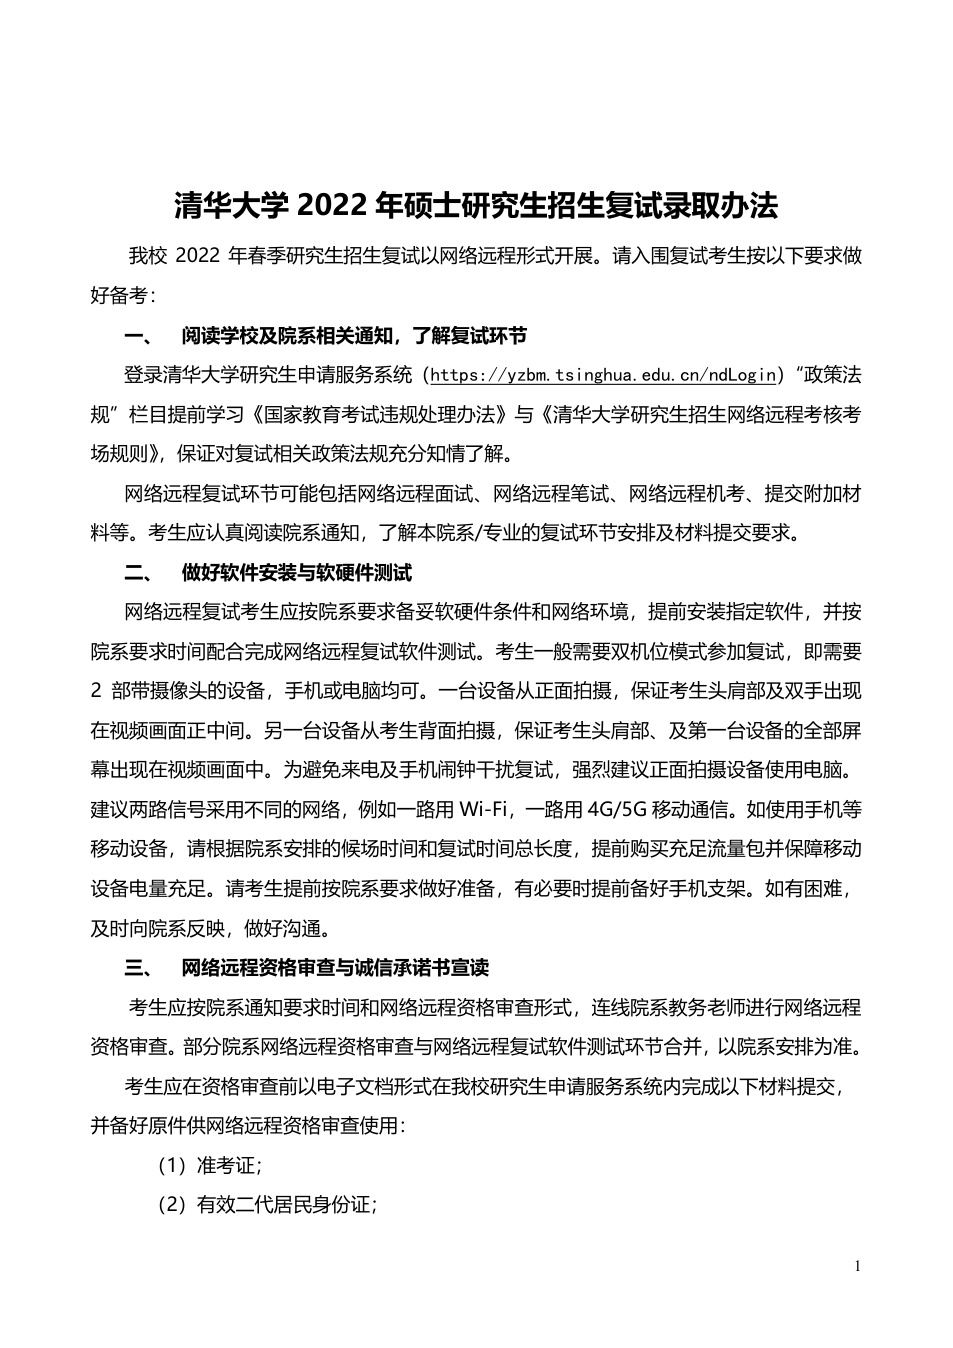 清华大学 2022 年硕士研究生招生复试录取办法
我校 2022 年春季研究生招生复试以网络远程形式开展。请入围复试考生按以下要求做
好备考：
一、 阅读学校及院系相关通知，了解复试环节
登录清华大学研究生申请服务系统（https://yzbm.tsinghua.edu.cn/ndLogin）“政策法
规”栏目提前学习《国家教育考试违规处理办法》与《清华大学研究生招生网络远程考核考
场规则》，保证对复试相关政策法规充分知情了解。
网络远程复试环节可能包括网络远程面试、网络远程笔试、网络远程机考、提交附加材
料等。考生应认真阅读院系通知，了解本院系/专业的复试环节安排及材料提交要求。
二、 做好软件安装与软硬件测试
网络远程复试考生应按院系要求备妥软硬件条件和网络环境，提前安装指定软件，并按
院系要求时间配合完成网络远程复试软件测试。考生一般需要双机位模式参加复试，即需要
2 部带摄像头的设备，手机或电脑均可。一台设备从正面拍摄，保证考生头肩部及双手出现
在视频画面正中间。另一台设备从考生背面拍摄，保证考生头肩部、及第一台设备的全部屏
幕出现在视频画面中。为避免来电及手机闹钟干扰复试，强烈建议正面拍摄设备使用电脑。
建议两路信号采用不同的网络，例如一路用 Wi-Fi，一路用 4G/5G 移动通信。如使用手机等
移动设备，请根据院系安排的候场时间和复试时间总长度，提前购买充足流量包并保障移动
设备电量充足。请考生提前按院系要求做好准备，有必要时提前备好手机支架。如有困难，
及时向院系反映，做好沟通。
三、 网络远程资格审查与诚信承诺书宣读
考生应按院系通知要求时间和网络远程资格审查形式，连线院系教务老师进行网络远程
资格审查。部分院系网络远程资格审查与网络远程复试软件测试环节合并，以院系安排为准。
考生应在资格审查前以电子文档形式在我校研究生申请服务系统内完成以下材料提交，
并备好原件供网络远程资格审查使用：
（1）准考证；
（2）有效二代居民身份证；
1